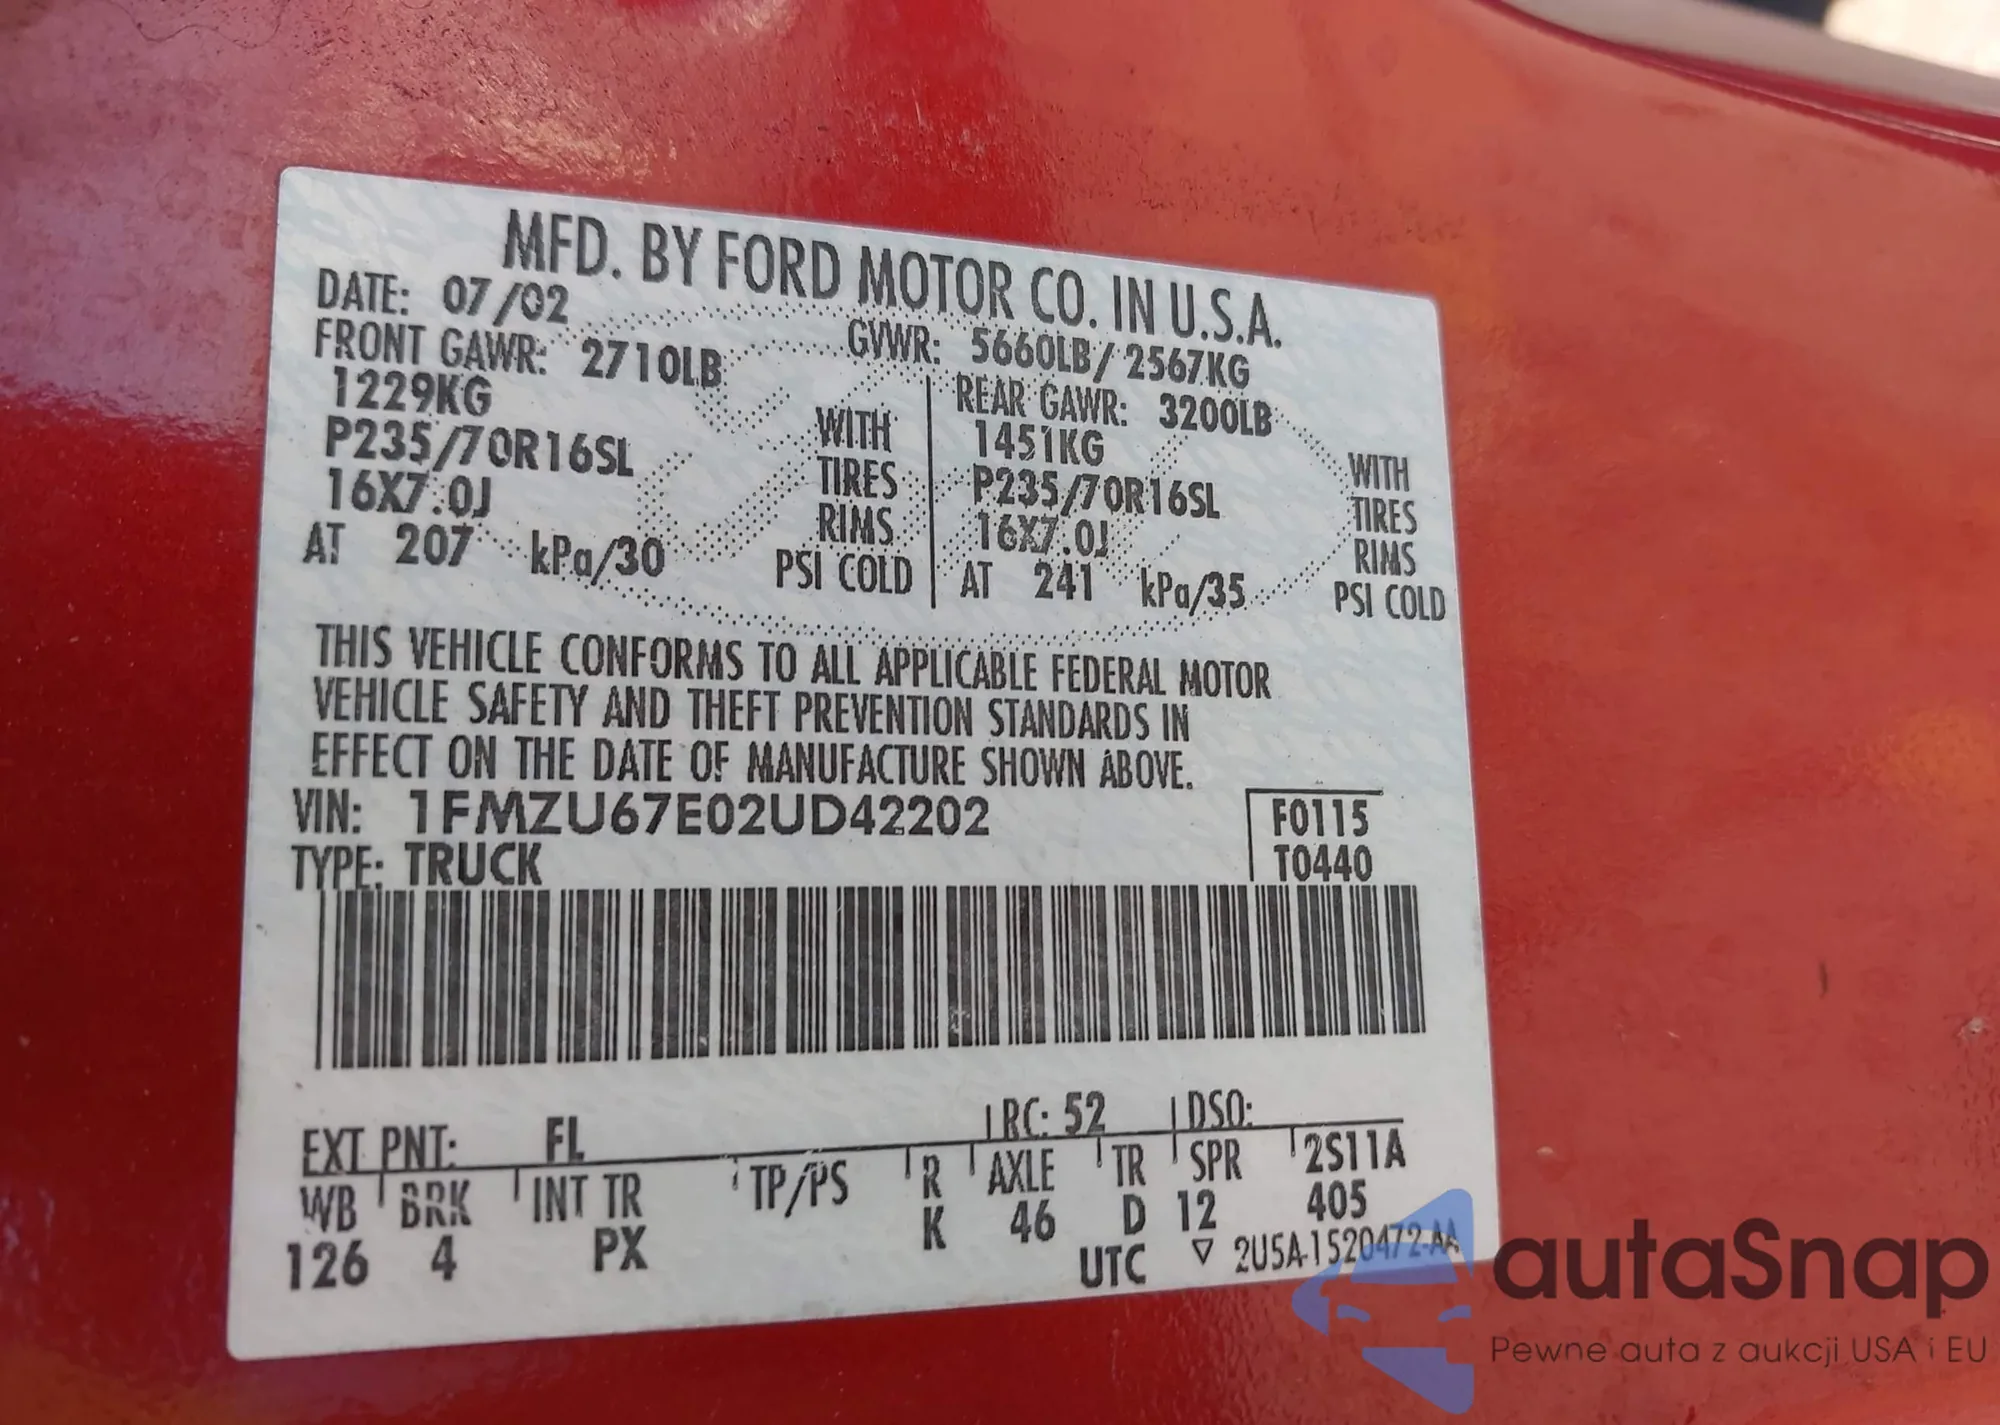 MFD. BY FORD MOTOR CO. IN U.S.A.
DATE: 07/02 GVWR: 5660LB/2567KG
FRONT GAWR: 2710LB REAR GAWR: 3200LB
1229KG WITH 1451KG WITH
P235/70R16SL TIRES P235/70R16SL TIRES
16X7.0J RIMS 16X7.0J RIMS
AT 207 kPa/30 PSI COLD AT 241 kPa/35 PSI COLD
THIS VEHICLE CONFORMS TO ALL APPLICABLE FEDERAL MOTOR
VEHICLE SAFETY AND THEFT PREVENTION STANDARDS IN
EFFECT ON THE DATE OF MANUFACTURE SHOWN ABOVE.
VIN: 1FMZU67E02UD42202 F0115
TYPE: TRUCK T0440
EXT PNT: FL RC: 52 DSO:
WB BRK INT TR TP/PS R AXLE TR SPR 2S11A
126 4 PX K 46 D 12 405
UTC ▽ 2U5A-1520472-AA
autaSnap
Pewne auta z aukcji USA i EU